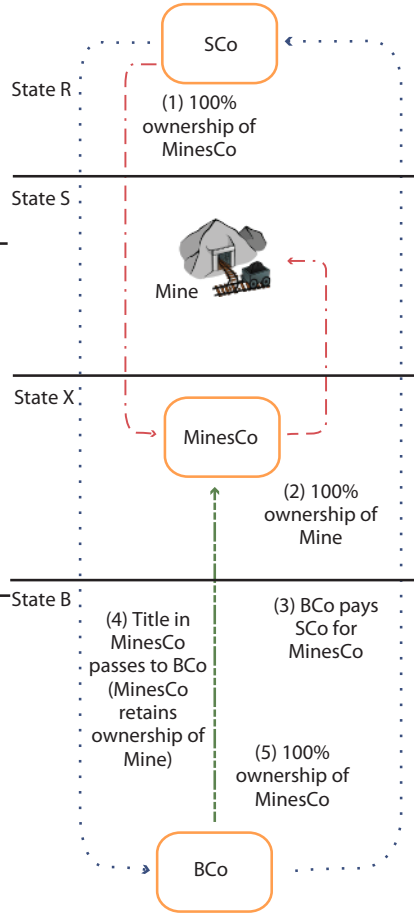 SCo
State R
(1) 100%
ownership of
MinesCo
State S
Mine
State X
MinesCo
(2) 100%
ownership of
Mine
State B
(4) Title in
MinesCo
passes to BCo
(MinesCo
retains
ownership of
Mine)
(3) BCo pays
SCo for
MinesCo
(5) 100%
ownership of
MinesCo
BCo